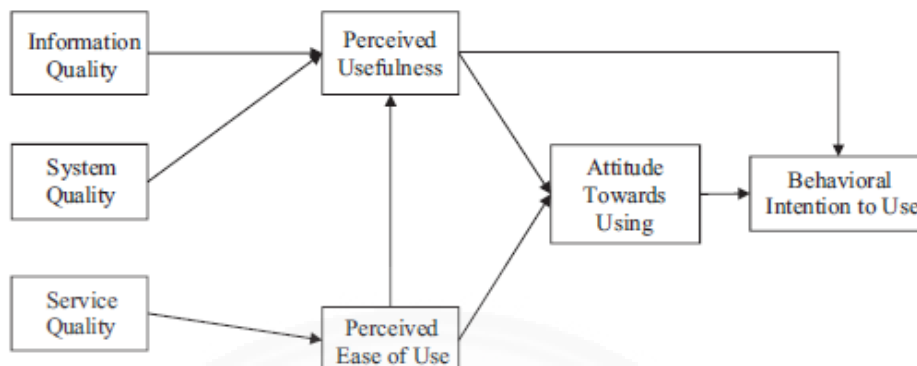 Information
Quality
Perceived
Usefulness
System
Quality
Attitude
Towards
Using
Behavioral
Intention to Use
Service
Quality
Perceived
Ease of Use